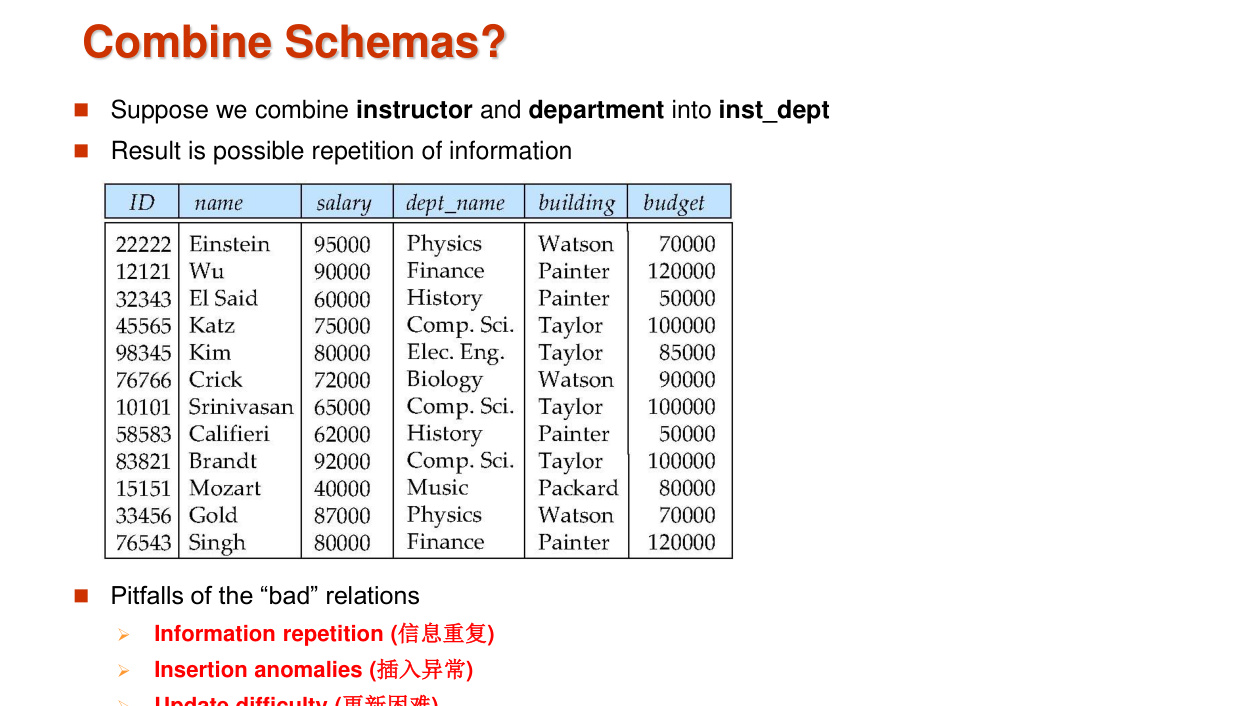 Combine Schemas?
Suppose we combine instructor and department into inst_dept
Result is possible repetition of information
ID name salary dept_name building budget
22222 Einstein 95000 Physics Watson 70000
12121 Wu 90000 Finance Painter 120000
32343 El Said 60000 History Painter 50000
45565 Katz 75000 Comp. Sci. Taylor 100000
98345 Kim 80000 Elec. Eng. Taylor 85000
76766 Crick 72000 Biology Watson 90000
10101 Srinivasan 65000 Comp. Sci. Taylor 100000
58583 Califieri 62000 History Painter 50000
83821 Brandt 92000 Comp. Sci. Taylor 100000
15151 Mozart 40000 Music Packard 80000
33456 Gold 87000 Physics Watson 70000
76543 Singh 80000 Finance Painter 120000
Pitfalls of the “bad” relations
Information repetition (信息重复)
Insertion anomalies (插入异常)
Update difficulty (更新困难)